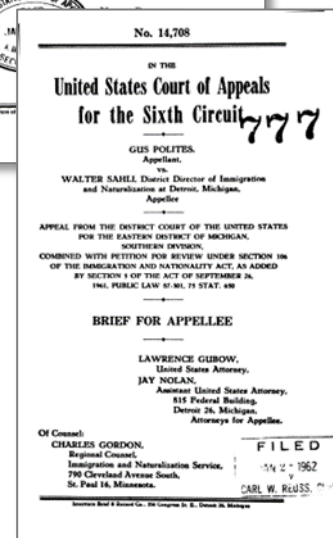 No. 14,708
IN THE
United States Court of Appeals
for the Sixth Circuit
777
GUS POLITES,
Appellant,
vs.
WALTER SAHLI, District Director of Immigration
and Naturalization at Detroit, Michigan,
Appellee
APPEAL FROM THE DISTRICT COURT OF THE UNITED STATES
FOR THE EASTERN DISTRICT OF MICHIGAN,
SOUTHERN DIVISION,
COMBINED WITH PETITION FOR REVIEW UNDER SECTION 106
OF THE IMMIGRATION AND NATIONALITY ACT, AS ADDED
BY SECTION 5 OF THE ACT OF SEPTEMBER 26,
1961, PUBLIC LAW 87-301, 75 STAT. 650
BRIEF FOR APPELLEE
LAWRENCE GUBOW,
United States Attorney,
JAY NOLAN,
Assistant United States Attorney,
815 Federal Building,
Detroit 26, Michigan,
Attorneys for Appellee.
Of Counsel:
CHARLES GORDON,
Regional Counsel,
Immigration and Naturalization Service,
790 Cleveland Avenue South,
St. Paul 16, Minnesota.
FILED
1962
CARL W. REUSS,